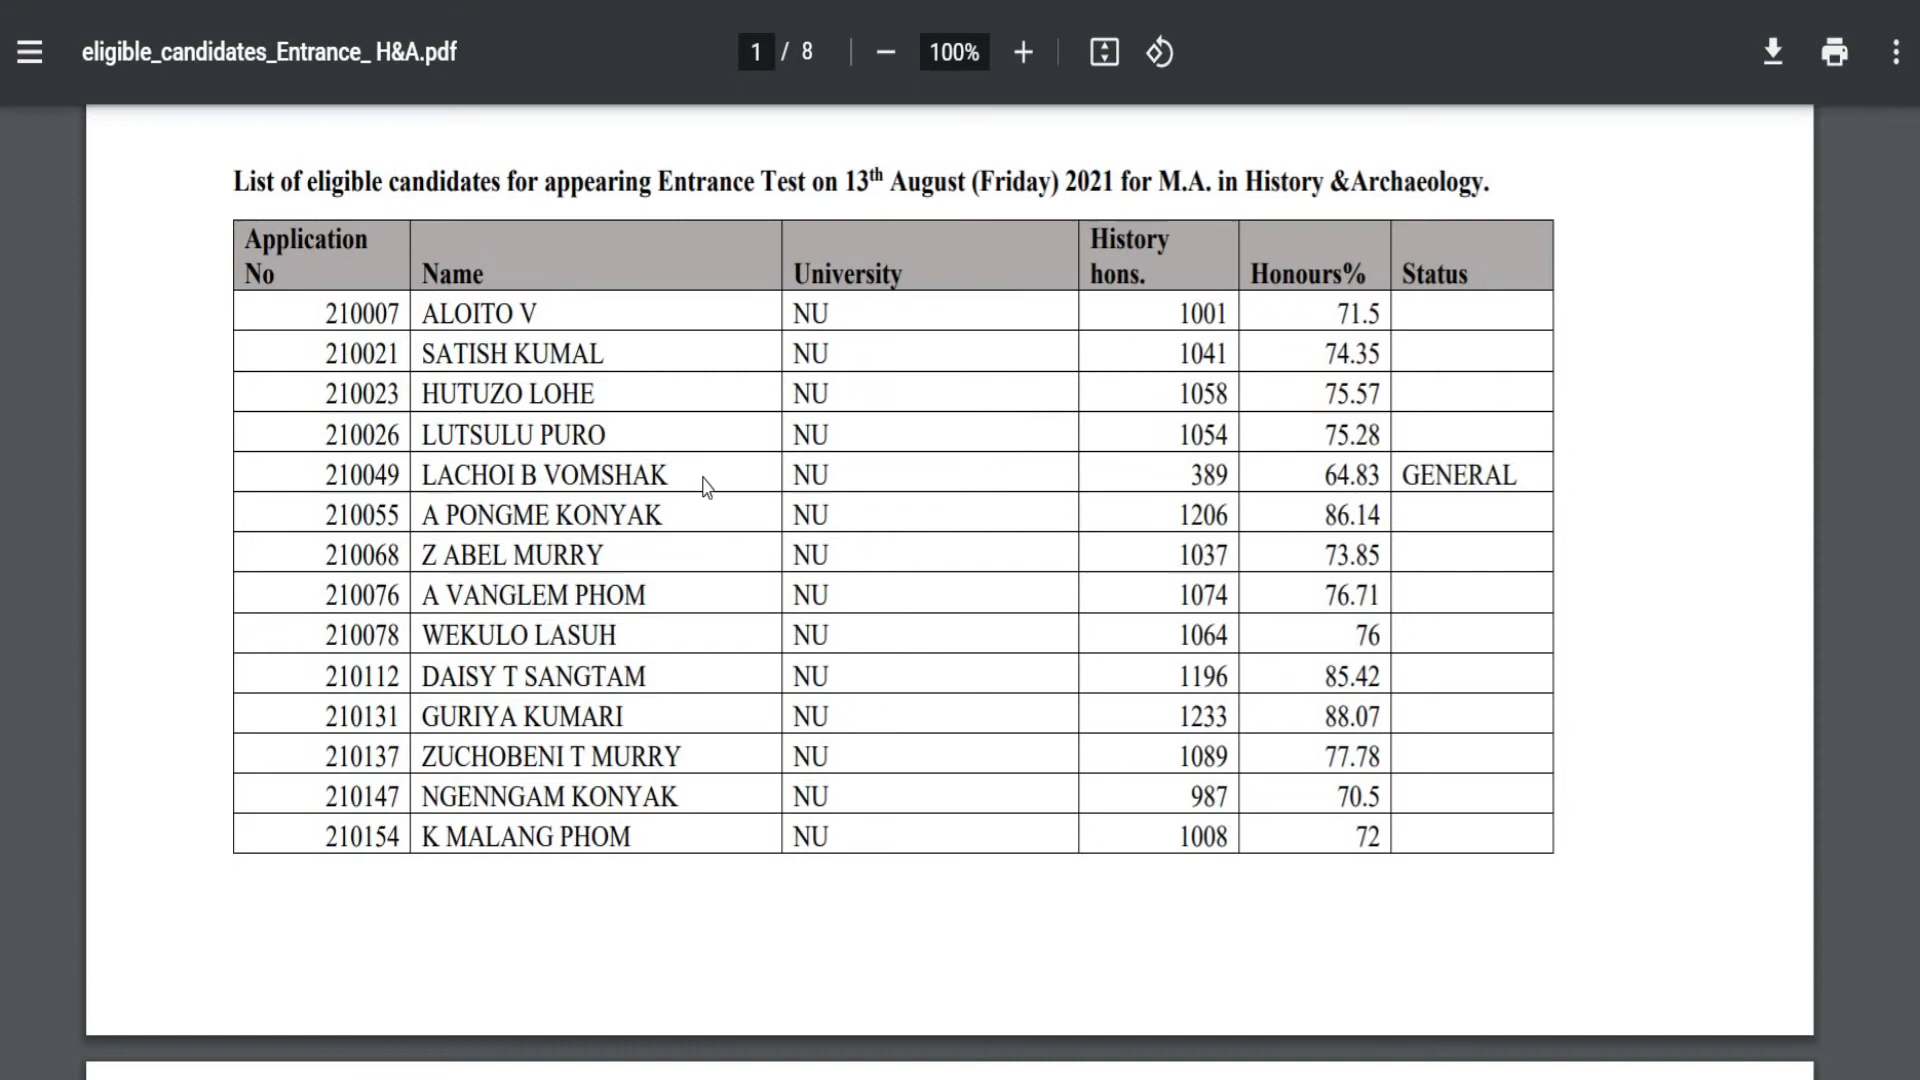 eligible_candidates_Entrance_ H&A.pdf 1 / 8 100%
List of eligible candidates for appearing Entrance Test on 13th August (Friday) 2021 for M.A. in History &Archaeology.
Application No Name University History hons. Honours% Status
210007 ALOITO V NU 1001 71.5
210021 SATISH KUMAL NU 1041 74.35
210023 HUTUZO LOHE NU 1058 75.57
210026 LUTSULU PURO NU 1054 75.28
210049 LACHOI B VOMSHAK NU 389 64.83 GENERAL
210055 A PONGME KONYAK NU 1206 86.14
210068 Z ABEL MURRY NU 1037 73.85
210076 A VANGLEM PHOM NU 1074 76.71
210078 WEKULO LASUH NU 1064 76
210112 DAISY T SANGTAM NU 1196 85.42
210131 GURIYA KUMARI NU 1233 88.07
210137 ZUCHOBENI T MURRY NU 1089 77.78
210147 NGENNGAM KONYAK NU 987 70.5
210154 K MALANG PHOM NU 1008 72